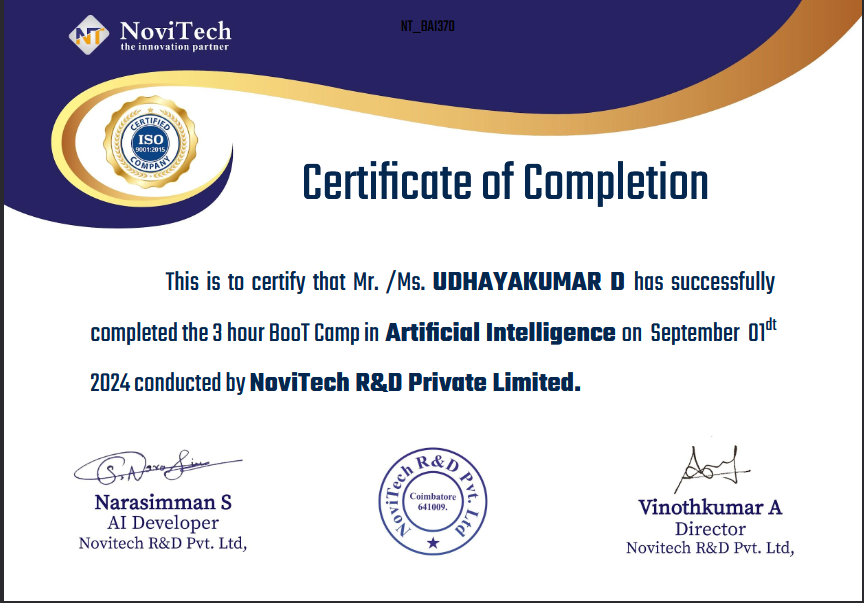 NT NoviTech
the innovation partner
NT_BAI370
CERTIFIED
ISO
9001:2015
COMPANY
Certificate of Completion
This is to certify that Mr. /Ms. UDHAYAKUMAR D has successfully
completed the 3 hour BooT Camp in Artificial Intelligence on September 01dt
2024 conducted by NoviTech R&D Private Limited.
S. Narasim
Narasimman S
AI Developer
Novitech R&D Pvt. Ltd,
NoviTech R&D Pvt. Ltd
Coimbatore
641009.
Vinothkumar A
Director
Novitech R&D Pvt. Ltd,